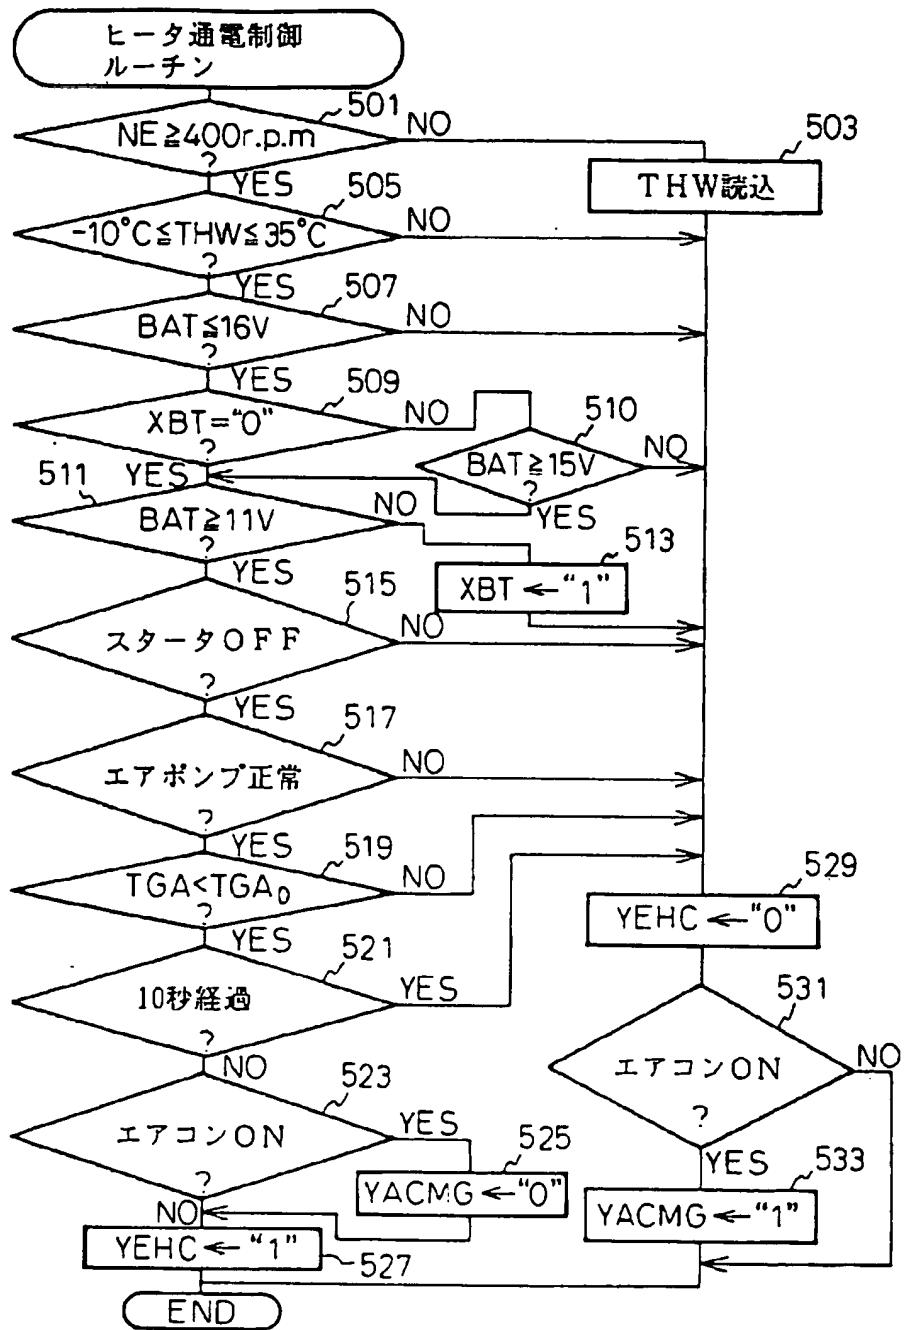 ヒータ通電制御
ルーチン
501
NE≧400r.p.m
?
NO
YES
503
THW読込
505
-10°C≦THW≦35°C
?
NO
YES
507
BAT≦16V
?
NO
YES
509
XBT="0"
?
NO
YES
510
BAT≧15V
?
NO
YES
511
BAT≧11V
?
NO
YES
513
XBT ← "1"
515
スタータOFF
?
NO
YES
517
エアポンプ正常
?
NO
YES
519
TGA<TGA₀
?
NO
YES
521
10秒経過
?
YES
NO
523
エアコンON
?
YES
NO
525
YACMG ← "0"
YEHC ← "1"
527
529
YEHC ← "0"
531
エアコンON
?
NO
YES
533
YACMG ← "1"
END